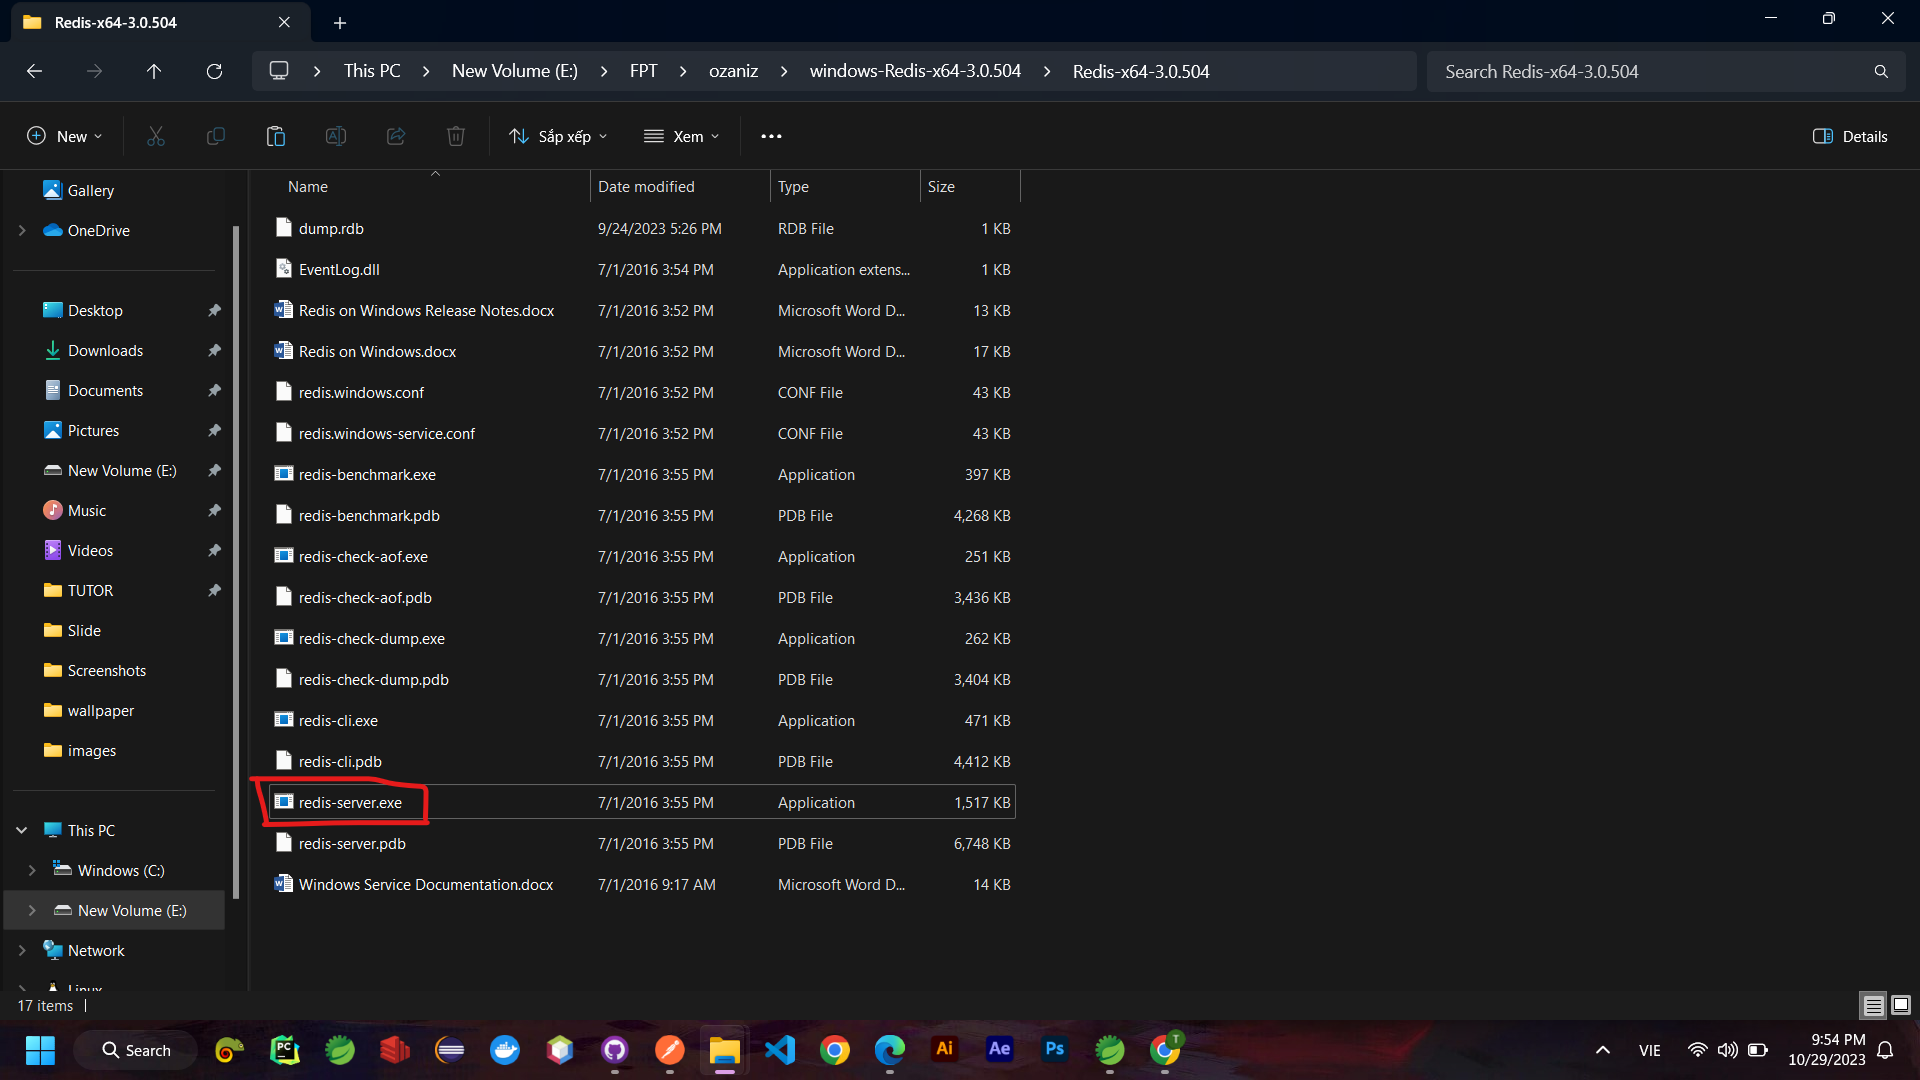 Redis-x64-3.0.504
This PC > New Volume (E:) > FPT > ozaniz > windows-Redis-x64-3.0.504 > Redis-x64-3.0.504
Search Redis-x64-3.0.504
New
Sắp xếp
Xem
Details
Gallery
OneDrive
Desktop
Downloads
Documents
Pictures
New Volume (E:)
Music
Videos
TUTOR
Slide
Screenshots
wallpaper
images
This PC
Windows (C:)
New Volume (E:)
Network
Linux
Name Date modified Type Size
dump.rdb 9/24/2023 5:26 PM RDB File 1 KB
EventLog.dll 7/1/2016 3:54 PM Application extens... 1 KB
Redis on Windows Release Notes.docx 7/1/2016 3:52 PM Microsoft Word D... 13 KB
Redis on Windows.docx 7/1/2016 3:52 PM Microsoft Word D... 17 KB
redis.windows.conf 7/1/2016 3:52 PM CONF File 43 KB
redis.windows-service.conf 7/1/2016 3:52 PM CONF File 43 KB
redis-benchmark.exe 7/1/2016 3:55 PM Application 397 KB
redis-benchmark.pdb 7/1/2016 3:55 PM PDB File 4,268 KB
redis-check-aof.exe 7/1/2016 3:55 PM Application 251 KB
redis-check-aof.pdb 7/1/2016 3:55 PM PDB File 3,436 KB
redis-check-dump.exe 7/1/2016 3:55 PM Application 262 KB
redis-check-dump.pdb 7/1/2016 3:55 PM PDB File 3,404 KB
redis-cli.exe 7/1/2016 3:55 PM Application 471 KB
redis-cli.pdb 7/1/2016 3:55 PM PDB File 4,412 KB
redis-server.exe 7/1/2016 3:55 PM Application 1,517 KB
redis-server.pdb 7/1/2016 3:55 PM PDB File 6,748 KB
Windows Service Documentation.docx 7/1/2016 9:17 AM Microsoft Word D... 14 KB
17 items
Search
PC
Ai
Ae
Ps
T
VIE
9:54 PM
10/29/2023